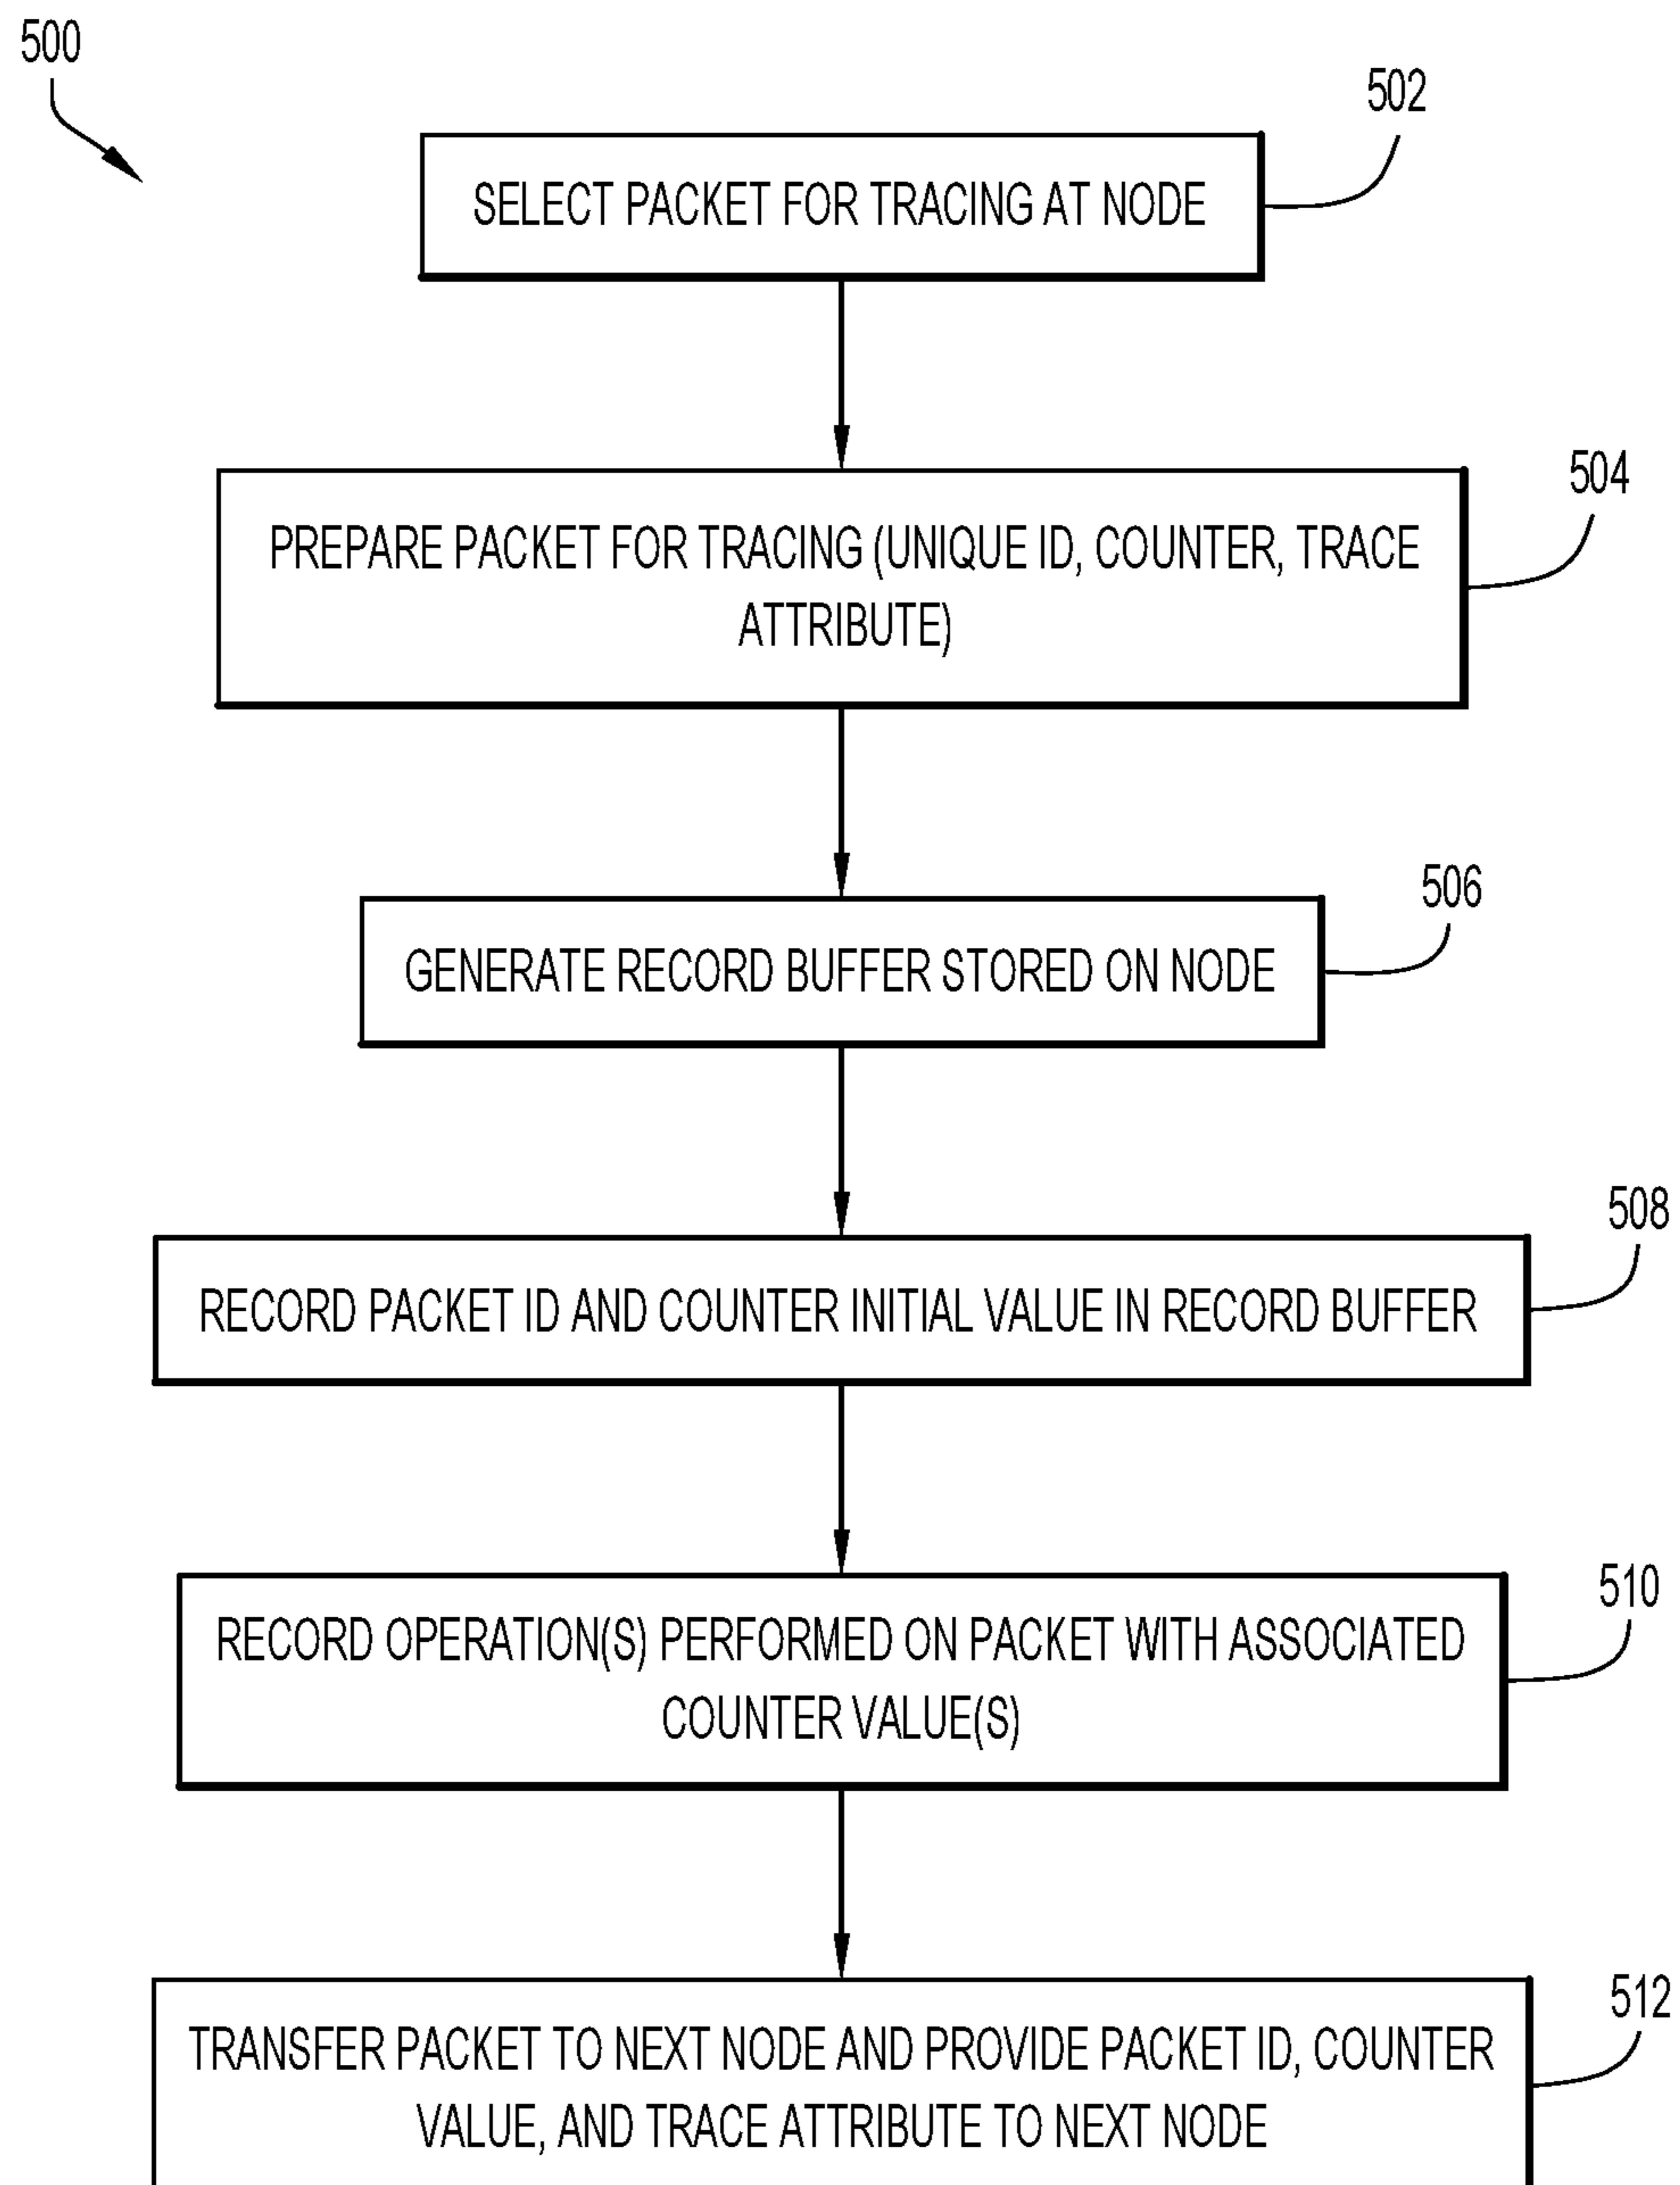 500
502
SELECT PACKET FOR TRACING AT NODE
504
PREPARE PACKET FOR TRACING (UNIQUE ID, COUNTER, TRACE
ATTRIBUTE)
506
GENERATE RECORD BUFFER STORED ON NODE
508
RECORD PACKET ID AND COUNTER INITIAL VALUE IN RECORD BUFFER
510
RECORD OPERATION(S) PERFORMED ON PACKET WITH ASSOCIATED
COUNTER VALUE(S)
512
TRANSFER PACKET TO NEXT NODE AND PROVIDE PACKET ID, COUNTER
VALUE, AND TRACE ATTRIBUTE TO NEXT NODE